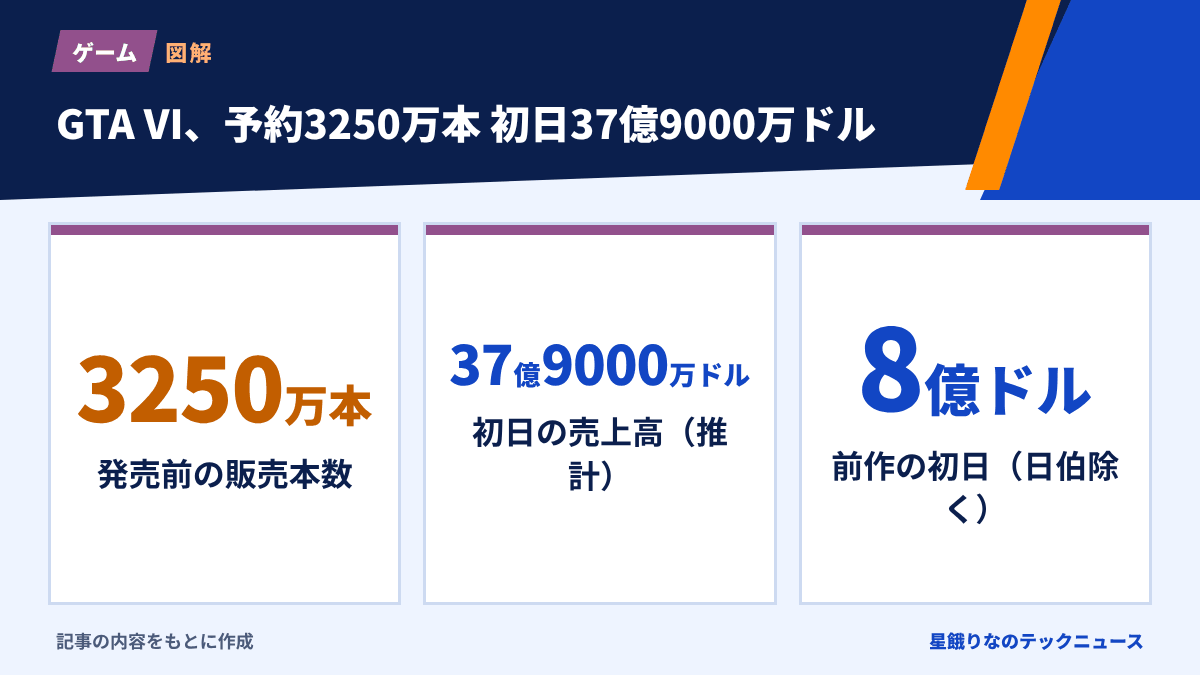 ゲーム 図解
GTA VI、予約3250万本 初日37億9000万ドル
3250万本
発売前の販売本数
37億9000万ドル
初日の売上高（推
計）
8億ドル
前作の初日（日伯除
く）
記事の内容をもとに作成
星餓りなのテックニュース